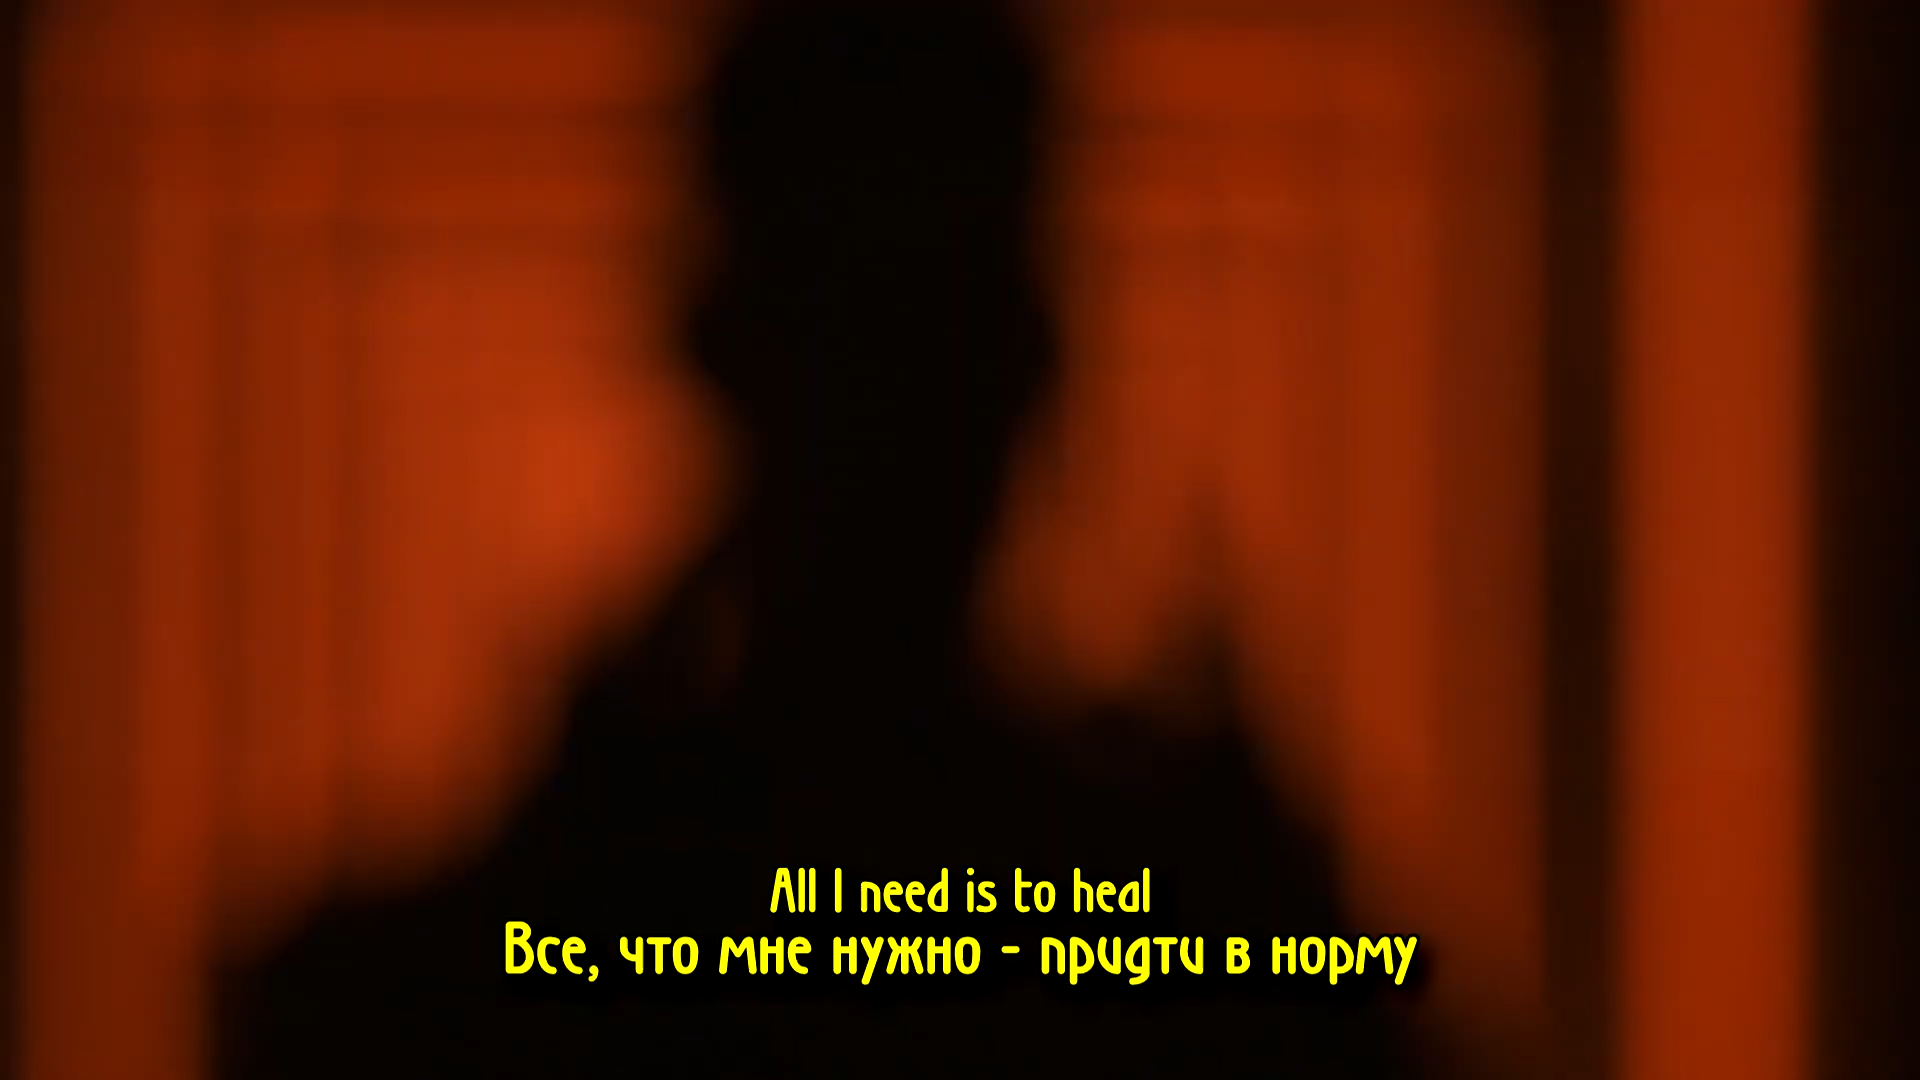 All I need is to heal
Все, что мне нужно - придти в норму